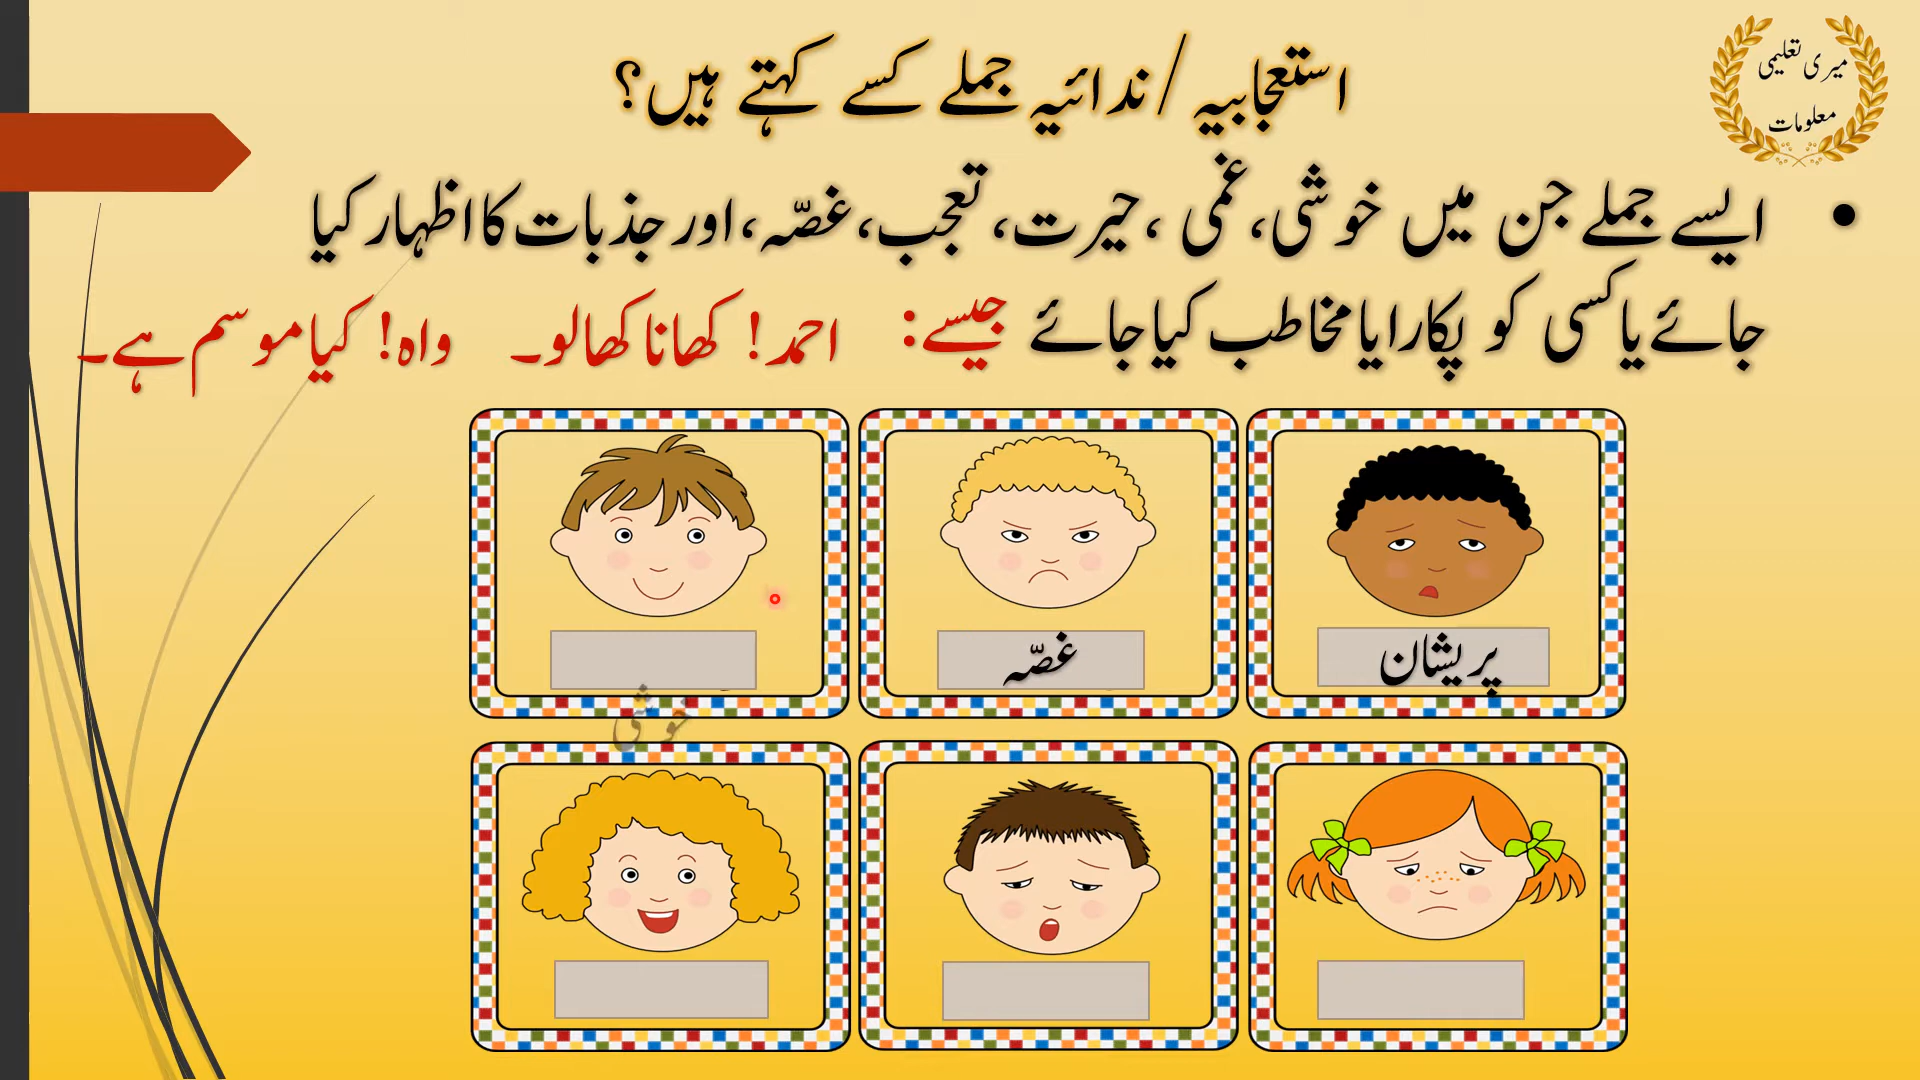 میری تعلیمی
معلومات
استعجابیہ/ندائیہ جملے کسے کہتے ہیں؟
• ایسے جملے جن میں خوشی، غمی ، حیرت، تعجب، غصّہ، اور جذبات کا اظہار کیا
جائے یا کسی کو پکارا یا مخاطب کیا جائے جیسے: احمد! کھانا کھالو۔ واہ! کیا موسم ہے۔
پریشان
غصّہ
خوشی